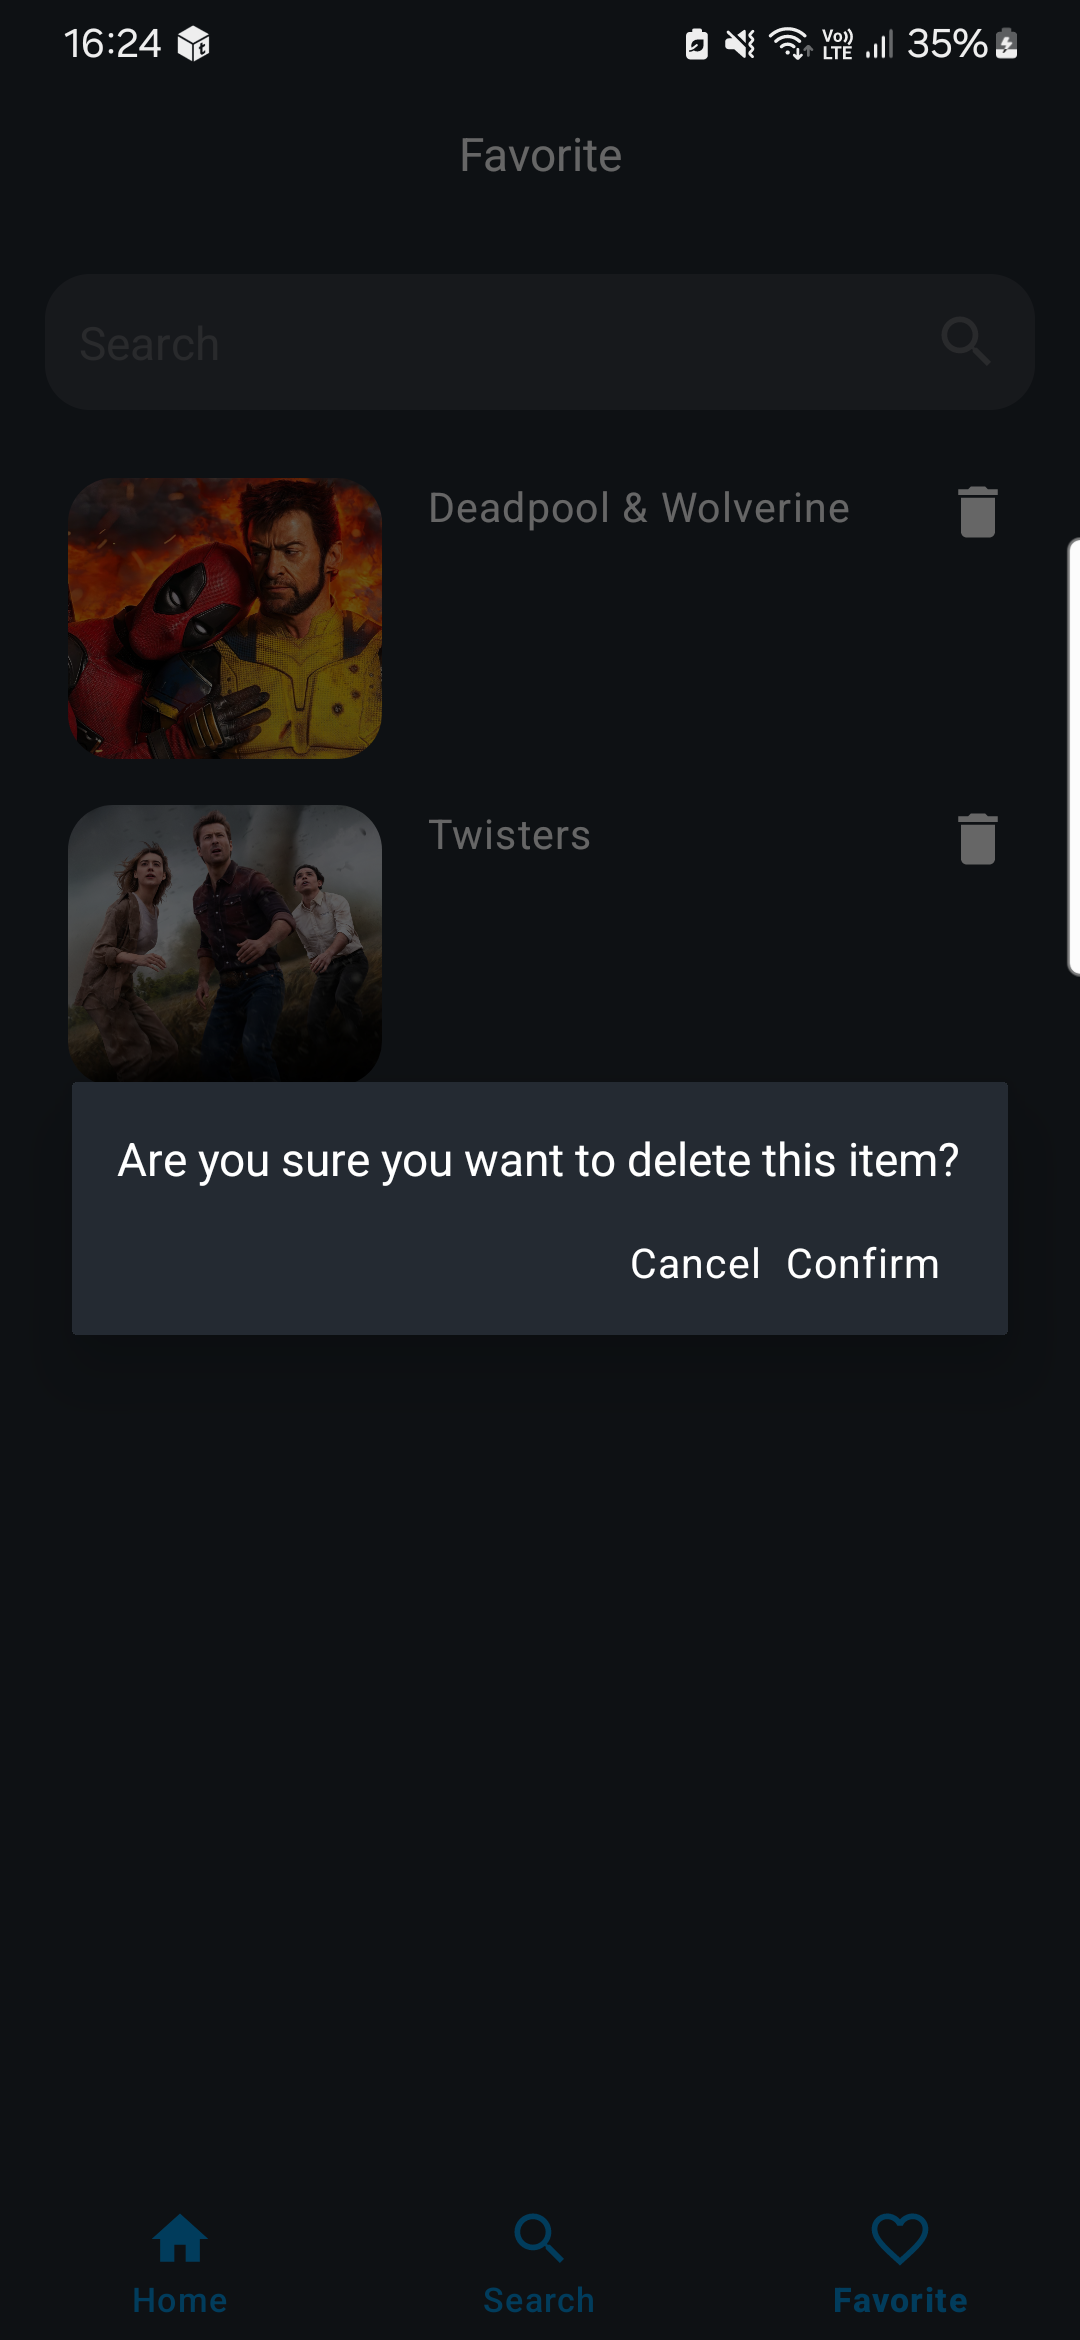 16:24 Vo)) LTE 35%
Favorite
Search
Deadpool & Wolverine
Twisters
Are you sure you want to delete this item?
Cancel Confirm
Home Search Favorite